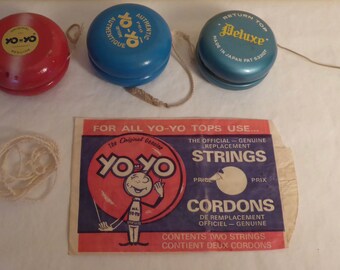 YO-YO
AUTHENTIC
YO-YO
RETURN TOP
Deluxe
MADE IN JAPAN
FOR ALL YO-YO TOPS USE...
The Original Genuine
YO-YO
THE OFFICIAL - GENUINE
REPLACEMENT
STRINGS
PRICE PRIX
CORDONS
DE REMPLACEMENT
OFFICIEL - GENUINE
CONTENTS TWO STRINGS
CONTIENT DEUX CORDONS